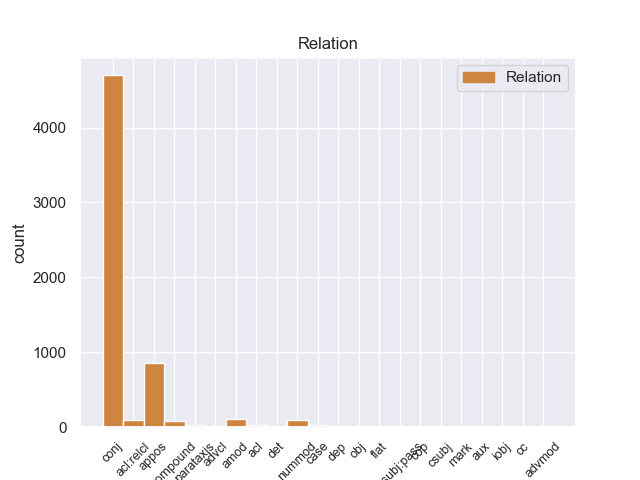 Relation
Relation
count
4000
3000
2000
1000
0
conj
acl:relcl
appos
compound
parataxis
advcl
amod
acl
det
nummod
case
dep
obj
flat
subj:pass
cop
csubj
mark
aux
iobj
cc
advmod